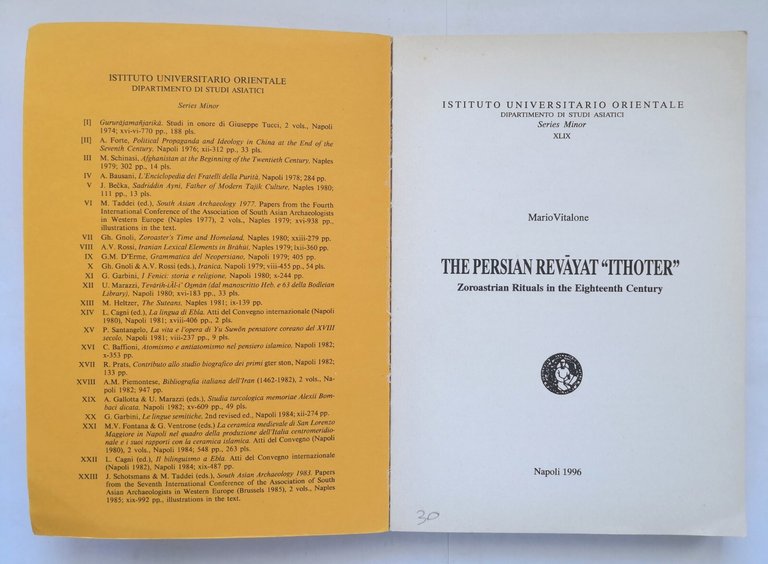 ISTITUTO UNIVERSITARIO ORIENTALE
DIPARTIMENTO DI STUDI ASIATICI
Series Minor
[I] Gururājamañjarikā. Studi in onore di Giuseppe Tucci, 2 vols., Napoli
1974; xvi-vi-770 pp., 188 pls.
[II] A. Forte, Political Propaganda and Ideology in China at the End of the
Seventh Century, Napoli 1976; xii-312 pp., 33 pls.
III M. Schinasi, Afghanistan at the Beginning of the Twentieth Century, Naples
1979; 302 pp., 14 pls.
IV A. Bausani, L'Enciclopedia dei Fratelli della Purità, Napoli 1978; 284 pp.
V J. Bečka, Sadriddin Ayni, Father of Modern Tajik Culture, Naples 1980;
111 pp., 13 pls.
VI M. Taddei (ed.), South Asian Archaeology 1977. Papers from the Fourth
International Conference of the Association of South Asian Archaeologists
in Western Europe (Naples 1977), 2 vols., Naples 1979; xvi-938 pp.,
illustrations in the text.
VII Gh. Gnoli, Zoroaster's Time and Homeland. Naples 1980; xxiii-279 pp.
VIII A.V. Rossi, Iranian Lexical Elements in Brāhūi. Naples 1979; lxii-360 pp.
IX G.M. D'Erme, Grammatica del Neopersiano, Napoli 1979; 405 pp.
X Gh. Gnoli & A.V. Rossi (eds.), Iranica. Napoli 1979; viii-455 pp., 54 pls.
XI G. Garbini, I Fenici: storia e religione. Napoli 1980; x-244 pp.
XII U. Marazzi, Tevārīḫ-i Āl-i ʿOs̱mān (dal manoscritto Heb. e 63 della Bodleian
Library). Napoli 1980; xvi-183 pp., 33 pls.
XIII M. Heltzer, The Suteans. Naples 1981; ix-139 pp.
XIV L. Cagni (ed.), La lingua di Ebla. Atti del Convegno internazionale (Napoli
1980), Napoli 1981; xviii-406 pp., 2 pls.
XV P. Santangelo, La vita e l'opera di Yu Suwŏn pensatore coreano del XVIII
secolo, Napoli 1981; viii-237 pp., 9 pls.
XVI C. Baffioni, Atomismo e antiatomismo nel pensiero islamico, Napoli 1982;
x-353 pp.
XVII R. Prats, Contributo allo studio biografico dei primi gter ston, Napoli 1982;
133 pp.
XVIII A.M. Piemontese, Bibliografia italiana dell'Iran (1462-1982), 2 vols., Na-
poli 1982; 947 pp.
XIX A. Gallotta & U. Marazzi (eds.), Studia turcologica memoriae Alexii Bom-
baci dicata, Napoli 1982; xv-609 pp., 49 pls.
XX G. Garbini, Le lingue semitiche, 2nd revised ed., Napoli 1984; xii-274 pp.
XXI M.V. Fontana & G. Ventrone (eds.) La ceramica medievale di San Lorenzo
Maggiore in Napoli nel quadro della produzione dell'Italia centromeridio-
nale e i suoi rapporti con la ceramica islamica. Atti del Convegno (Napoli
1980), 2 vols., Napoli 1984; 548 pp., 263 pls.
XXII L. Cagni (ed.), Il bilinguismo a Ebla. Atti del Convegno internazionale
(Napoli 1982), Napoli 1984; xix-487 pp.
XXIII J. Schotsmans & M. Taddei (eds.), South Asian Archaeology 1983. Papers
from the Seventh International Conference of the Association of South
Asian Archaeologists in Western Europe (Brussels 1985), 2 vols., Naples
1985; xix-992 pp., illustrations in the text.
ISTITUTO UNIVERSITARIO ORIENTALE
DIPARTIMENTO DI STUDI ASIATICI
Series Minor
XLIX
MarioVitalone
THE PERSIAN REVĀYAT "ITHOTER"
Zoroastrian Rituals in the Eighteenth Century
Napoli 1996
30